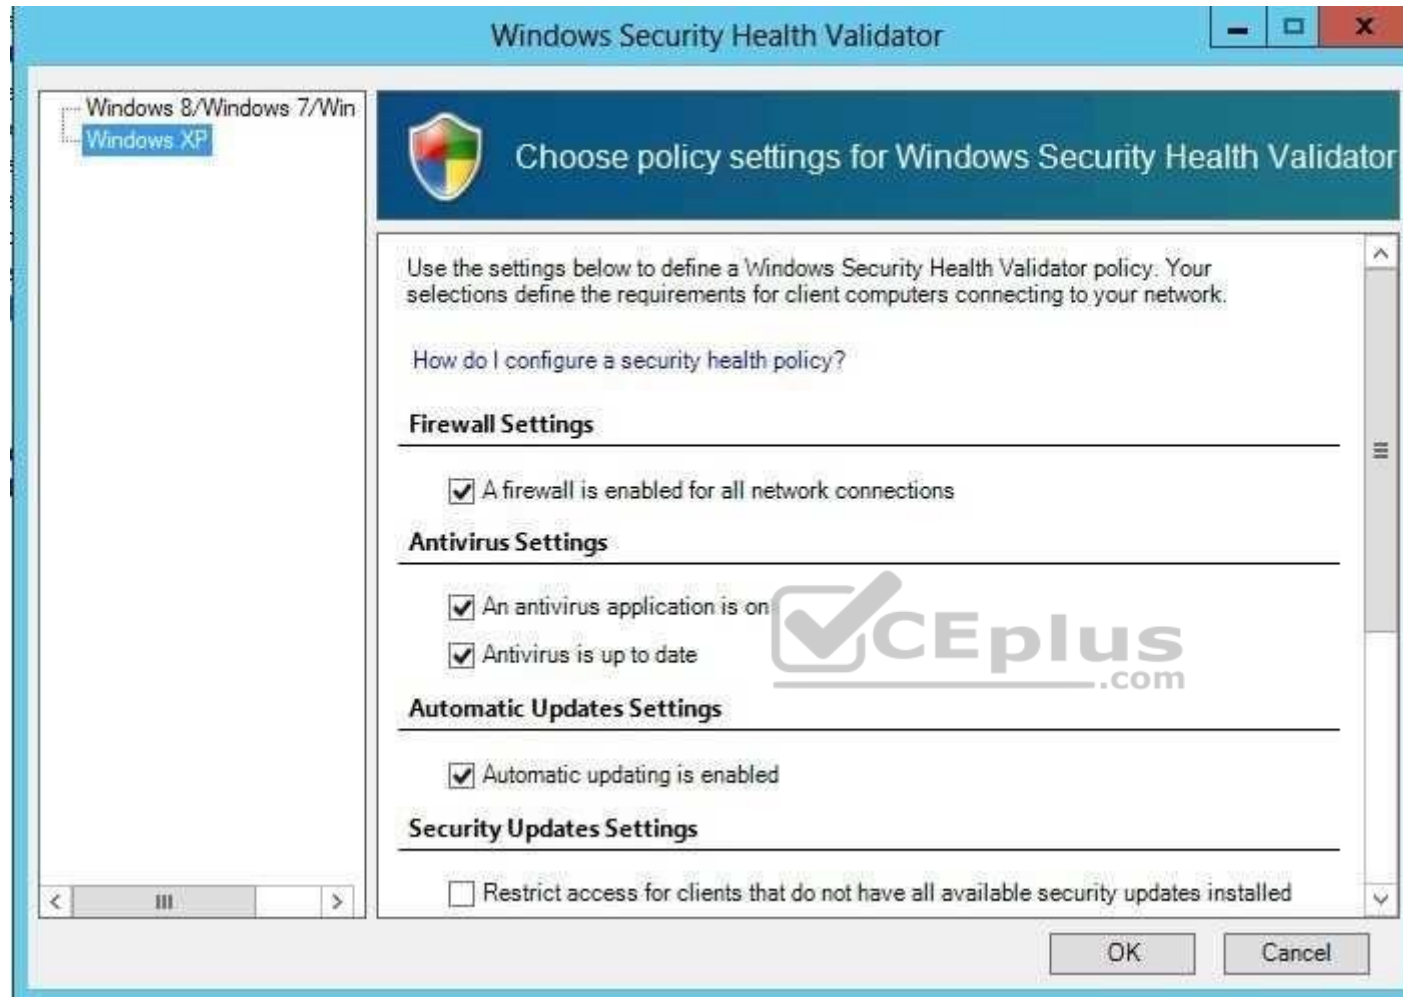 Windows Security Health Validator
Windows 8/Windows 7/Win
Windows XP
Choose policy settings for Windows Security Health Validator
Use the settings below to define a Windows Security Health Validator policy. Your
selections define the requirements for client computers connecting to your network.
How do I configure a security health policy?
Firewall Settings
A firewall is enabled for all network connections
Antivirus Settings
An antivirus application is on
Antivirus is up to date
CEplus
.com
Automatic Updates Settings
Automatic updating is enabled
Security Updates Settings
Restrict access for clients that do not have all available security updates installed
OK
Cancel